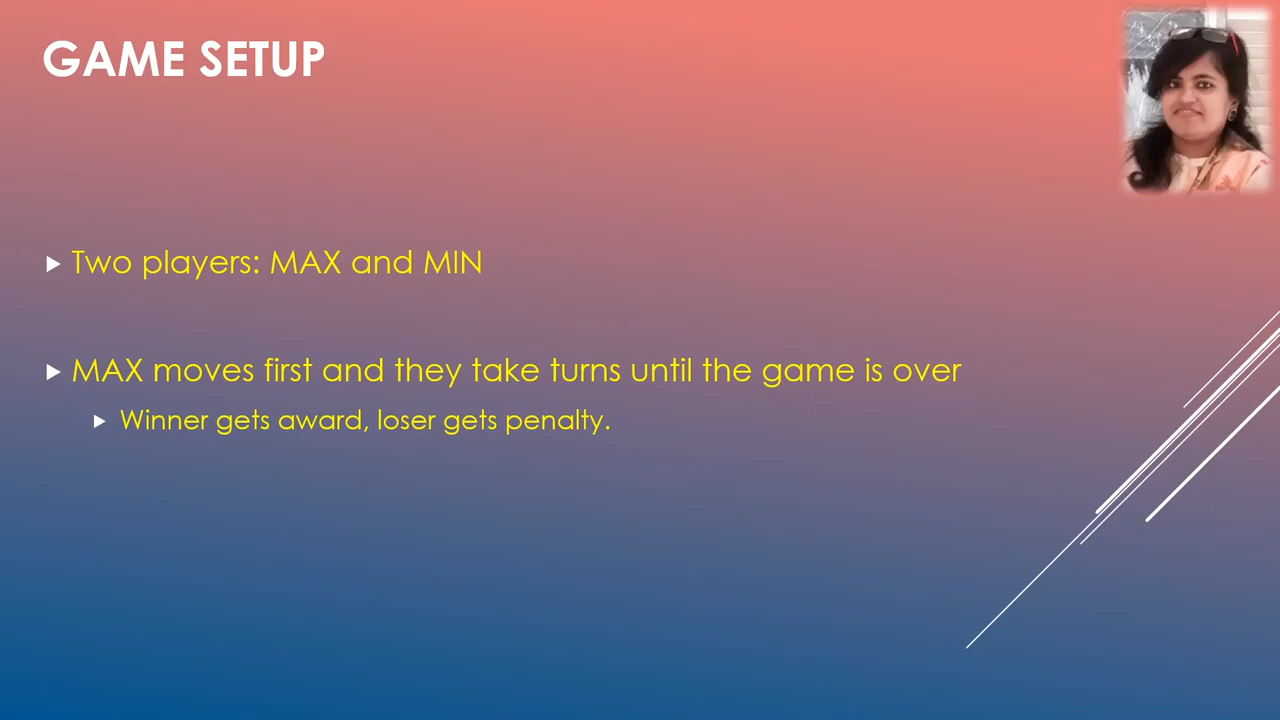 GAME SETUP
Two players: MAX and MIN
MAX moves first and they take turns until the game is over
Winner gets award, loser gets penalty.